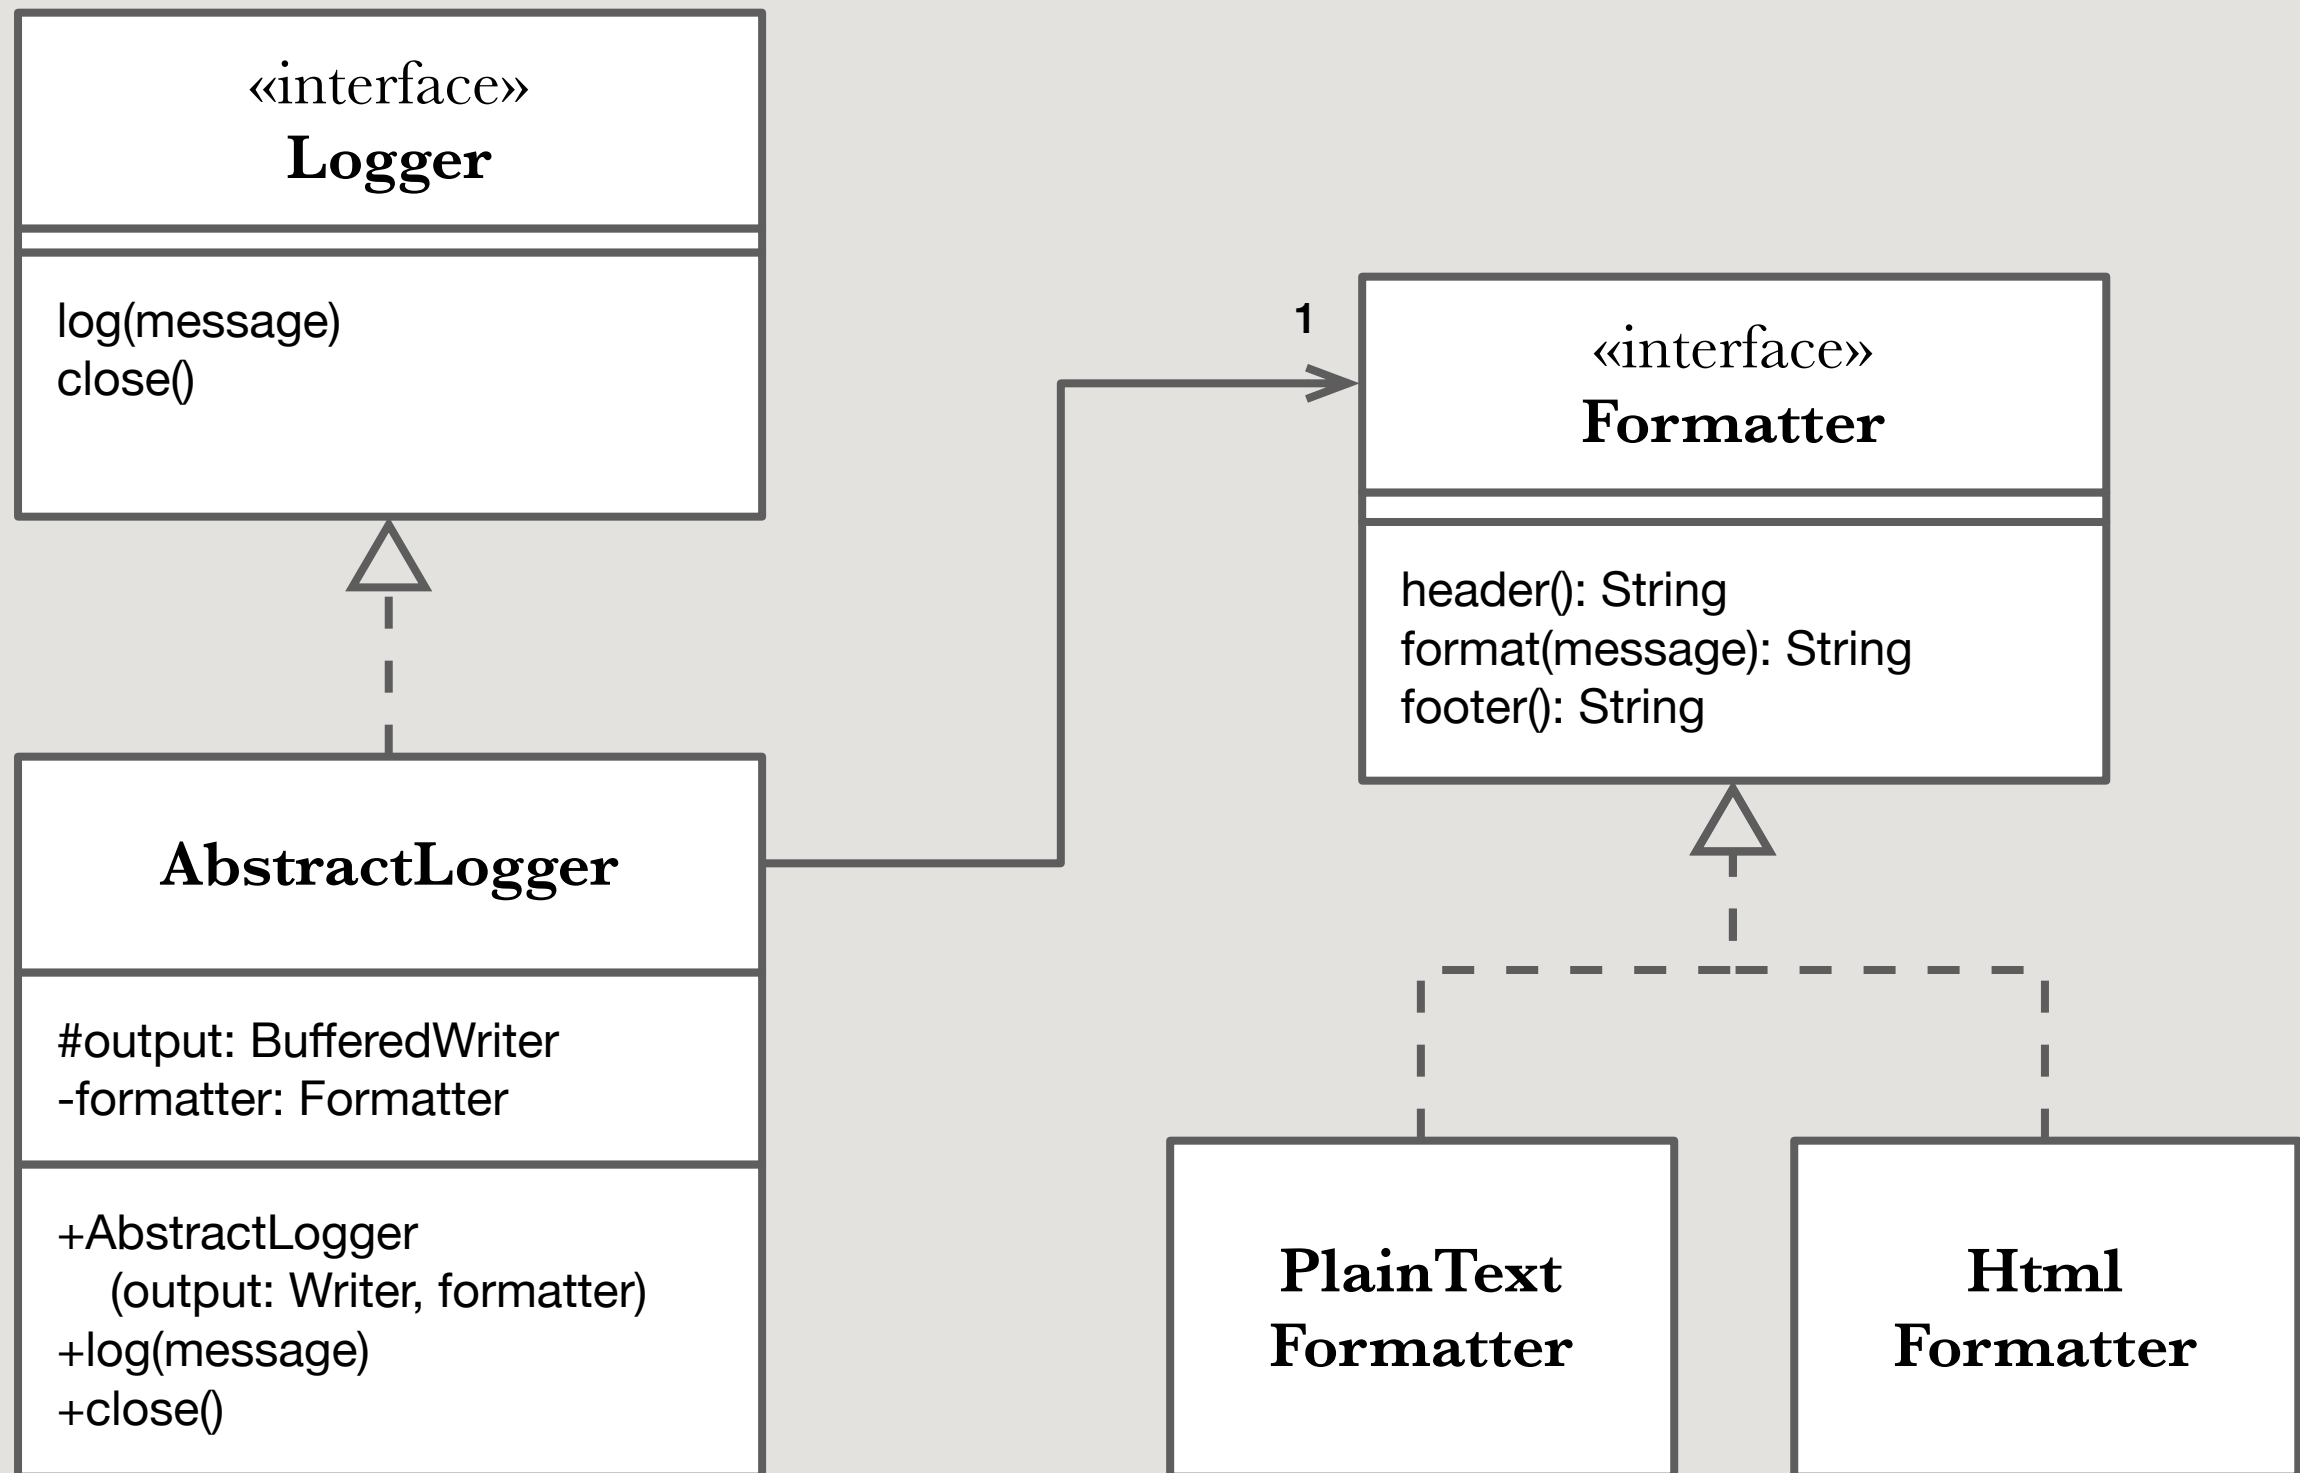 «interface»
Logger
log(message)
close()
1
«interface»
Formatter
header(): String
format(message): String
footer(): String
AbstractLogger
#output: BufferedWriter
-formatter: Formatter
+AbstractLogger
(output: Writer, formatter)
+log(message)
+close()
PlainText
Formatter
Html
Formatter